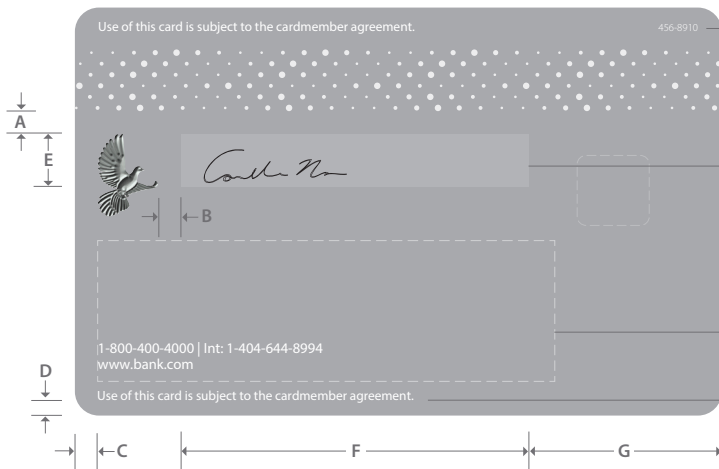 Use of this card is subject to the cardmember agreement.
456-8910
A
E
B
1-800-400-4000 | Int: 1-404-644-8994
www.bank.com
D
Use of this card is subject to the cardmember agreement.
C
F
G